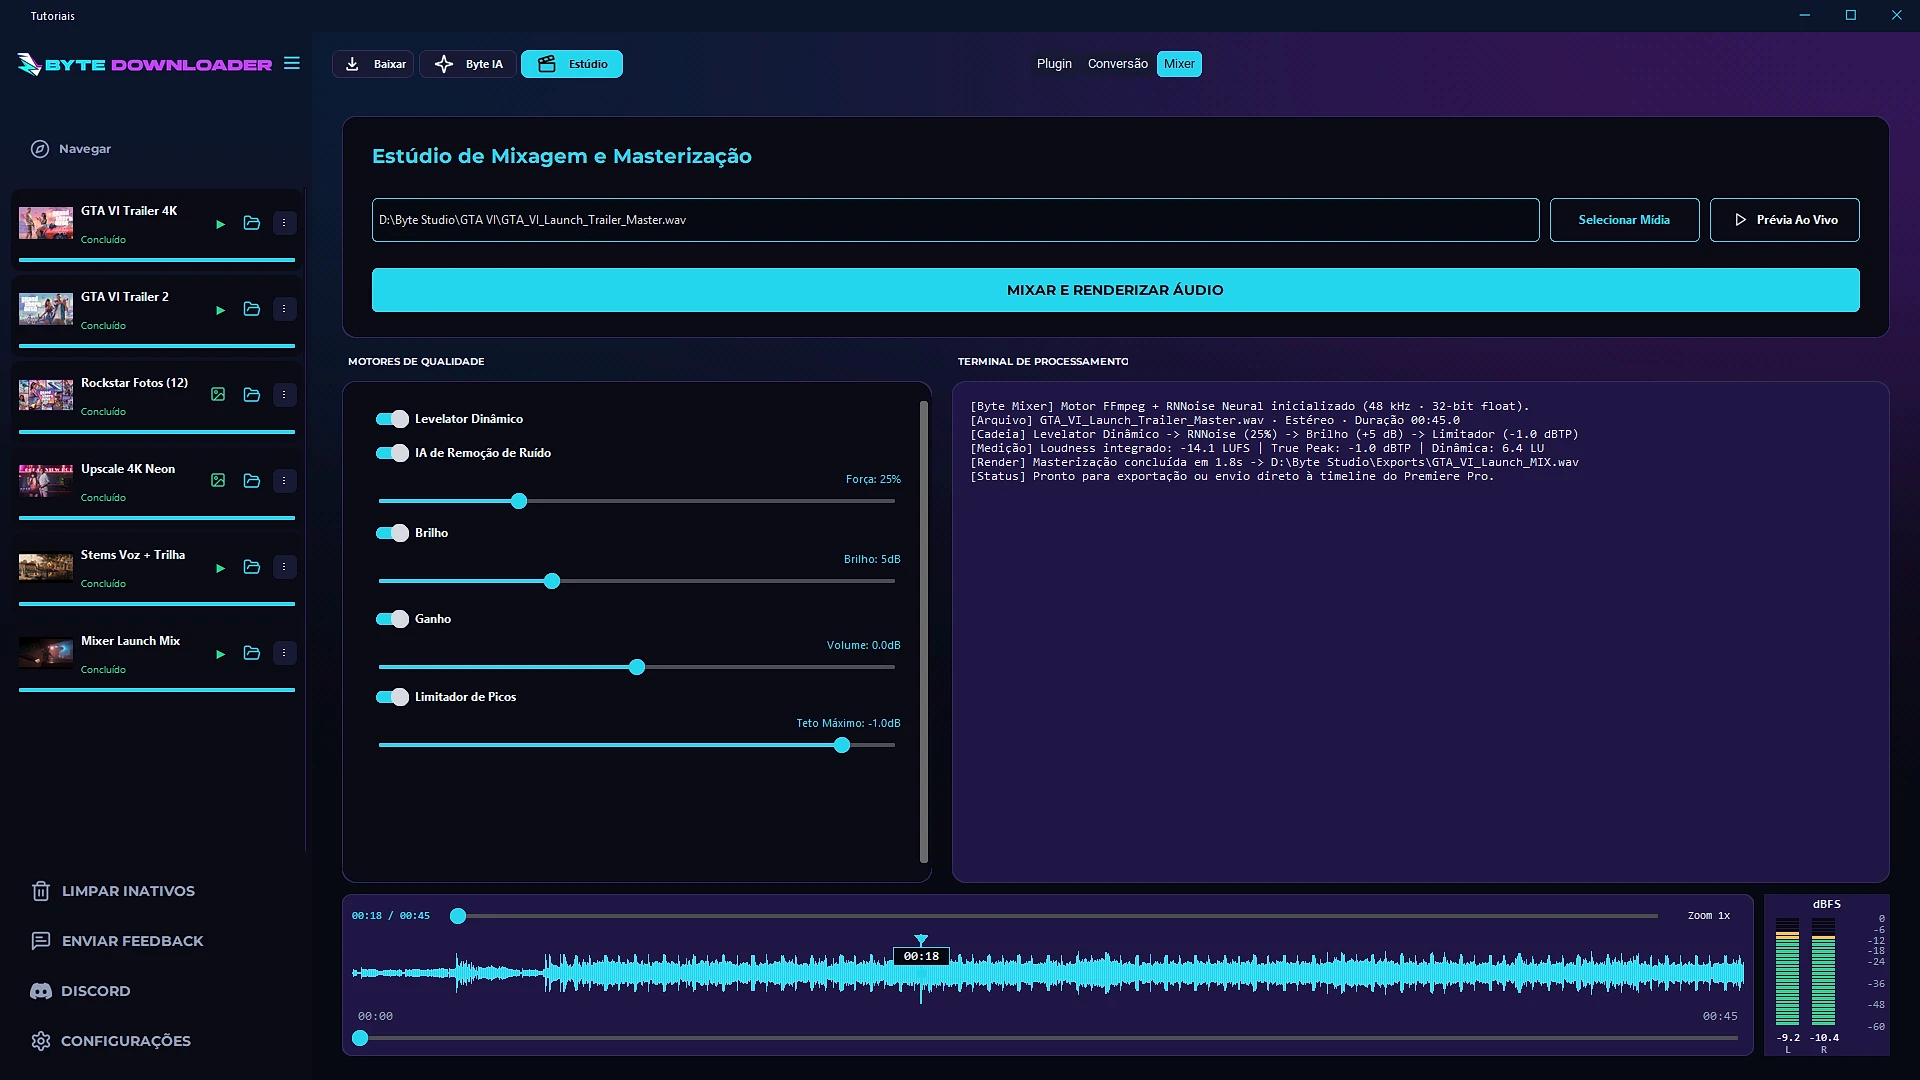 Tutoriais
BYTE DOWNLOADER
Baixar
Byte IA
Estúdio
Plugin
Conversão
Mixer
Navegar
GTA VI Trailer 4K
Concluído
GTA VI Trailer 2
Concluído
Rockstar Fotos (12)
Concluído
Upscale 4K Neon
Concluído
Stems Voz + Trilha
Concluído
Mixer Launch Mix
Concluído
LIMPAR INATIVOS
ENVIAR FEEDBACK
DISCORD
CONFIGURAÇÕES
Estúdio de Mixagem e Masterização
D:\Byte Studio\GTA VI\GTA_VI_Launch_Trailer_Master.wav
Selecionar Mídia
Prévia Ao Vivo
MIXAR E RENDERIZAR ÁUDIO
MOTORES DE QUALIDADE
Levelator Dinâmico
IA de Remoção de Ruído
Força: 25%
Brilho
Brilho: 5dB
Ganho
Volume: 0.0dB
Limitador de Picos
Teto Máximo: -1.0dB
TERMINAL DE PROCESSAMENTO
[Byte Mixer] Motor FFmpeg + RNNoise Neural inicializado (48 kHz · 32-bit float).
[Arquivo] GTA_VI_Launch_Trailer_Master.wav · Estéreo · Duração 00:45.0
[Cadeia] Levelator Dinâmico -> RNNoise (25%) -> Brilho (+5 dB) -> Limitador (-1.0 dBTP)
[Medição] Loudness integrado: -14.1 LUFS | True Peak: -1.0 dBTP | Dinâmica: 6.4 LU
[Render] Masterização concluída em 1.8s -> D:\Byte Studio\Exports\GTA_VI_Launch_MIX.wav
[Status] Pronto para exportação ou envio direto à timeline do Premiere Pro.
00:18 / 00:45
Zoom 1x
00:18
00:00
00:45
dBFS
0
-6
-12
-18
-24
-36
-48
-60
-9.2 -10.4
L R